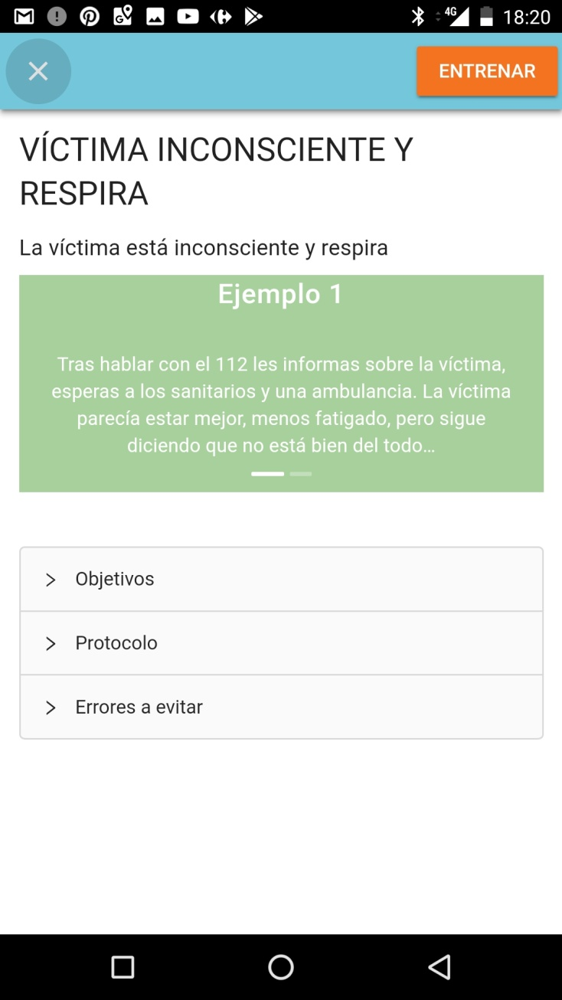 4G 18:20
ENTRENAR
VÍCTIMA INCONSCIENTE Y
RESPIRA
La víctima está inconsciente y respira
Ejemplo 1
Tras hablar con el 112 les informas sobre la víctima,
esperas a los sanitarios y una ambulancia. La víctima
parecía estar mejor, menos fatigado, pero sigue
diciendo que no está bien del todo...
Objetivos
Protocolo
Errores a evitar